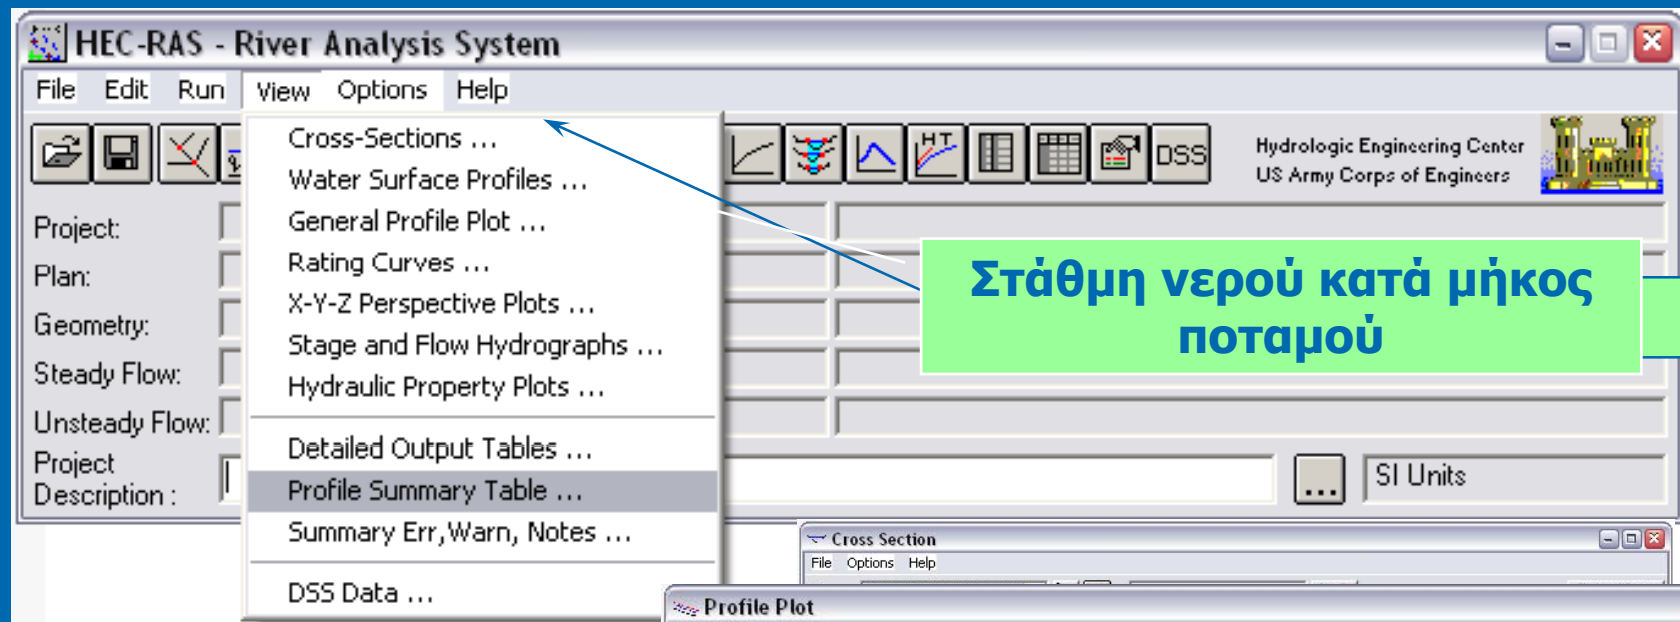 HEC-RAS - River Analysis System
File Edit Run View Options Help
Cross-Sections ...
Water Surface Profiles ...
General Profile Plot ...
Rating Curves ...
X-Y-Z Perspective Plots ...
Stage and Flow Hydrographs ...
Hydraulic Property Plots ...
Detailed Output Tables ...
Profile Summary Table ...
Summary Err,Warn, Notes ...
DSS Data ...
HT
DSS
Hydrologic Engineering Center
US Army Corps of Engineers
Project:
Plan:
Geometry:
Steady Flow:
Unsteady Flow:
Project
Description :
...
SI Units
Στάθμη νερού κατά μήκος
ποταμού
Cross Section
File Options Help
Profile Plot